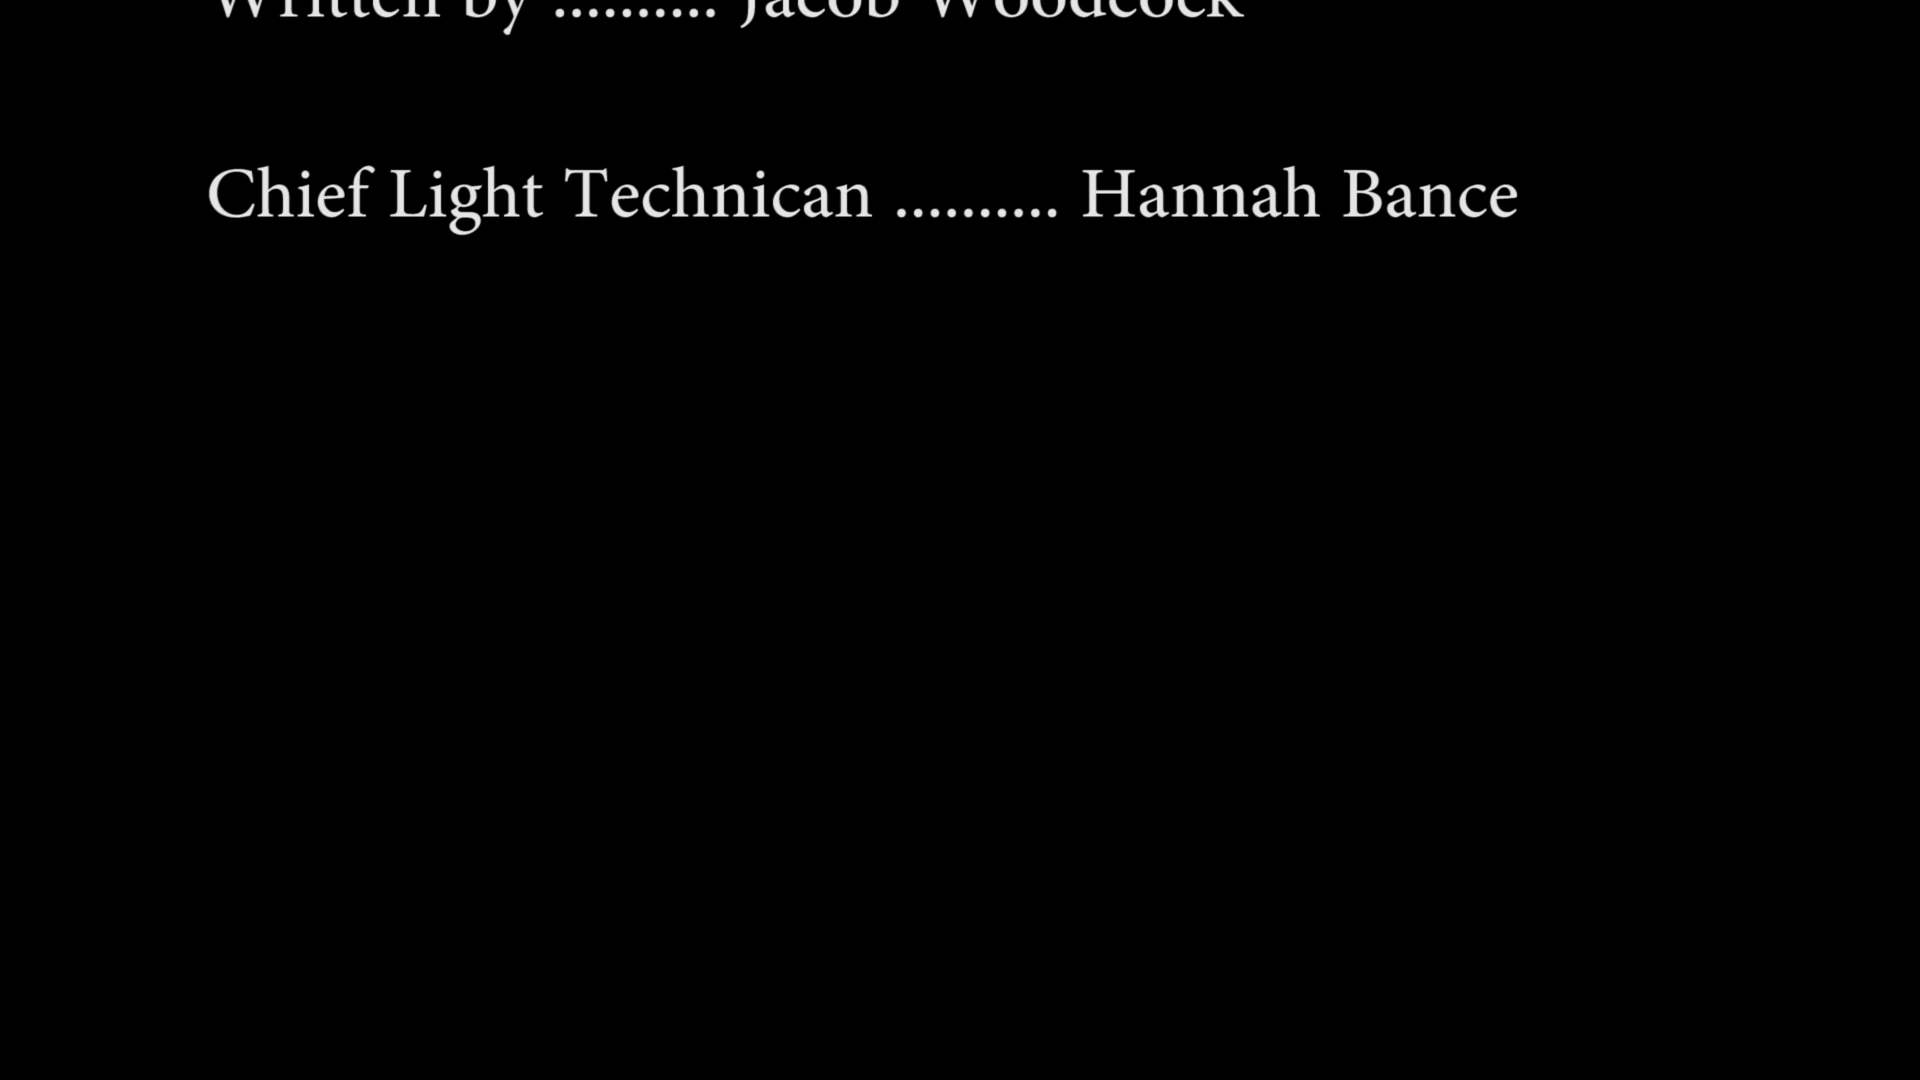 Written by .......... Jacob Woodcock
Chief Light Technican .......... Hannah Bance